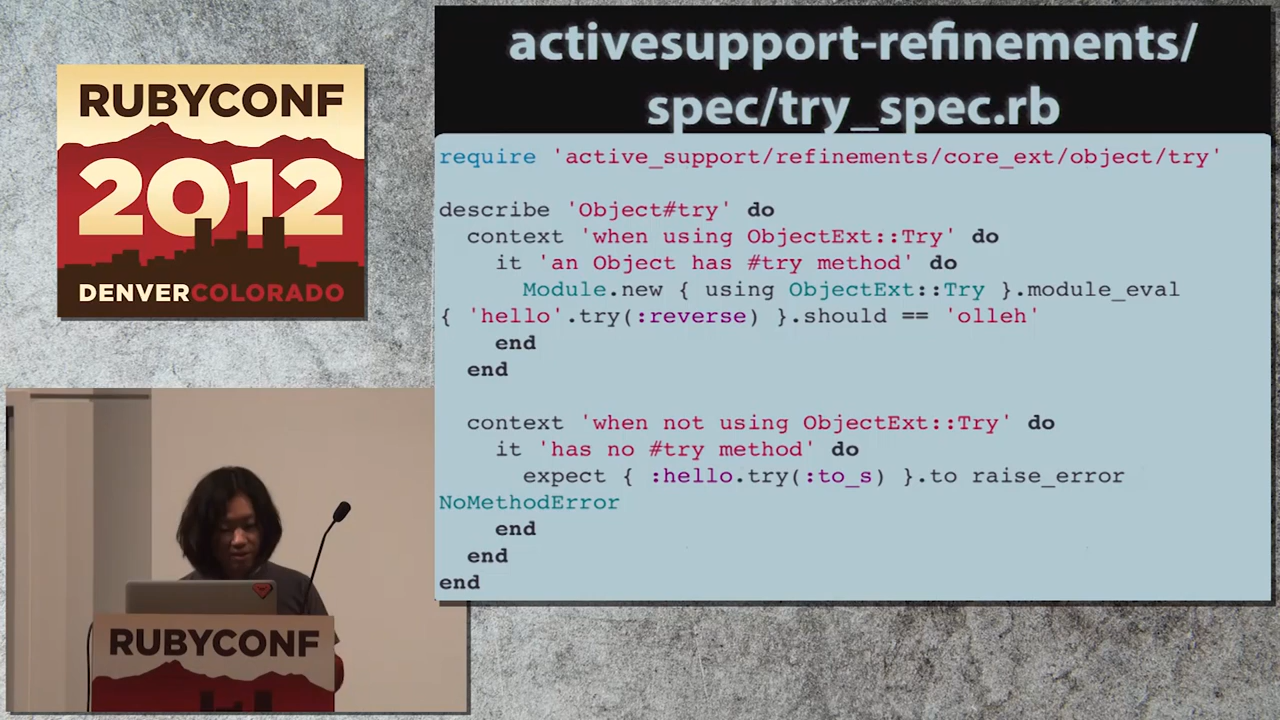 RUBYCONF
2012
DENVERCOLORADO
activesupport-refinements/
spec/try_spec.rb
require 'active_support/refinements/core_ext/object/try'
describe 'Object#try' do
context 'when using ObjectExt::Try' do
it 'an Object has #try method' do
Module.new { using ObjectExt::Try }.module_eval
{ 'hello'.try(:reverse) }.should == 'olleh'
end
end
context 'when not using ObjectExt::Try' do
it 'has no #try method' do
expect { :hello.try(:to_s) }.to raise_error
NoMethodError
end
end
end
RUBYCONF